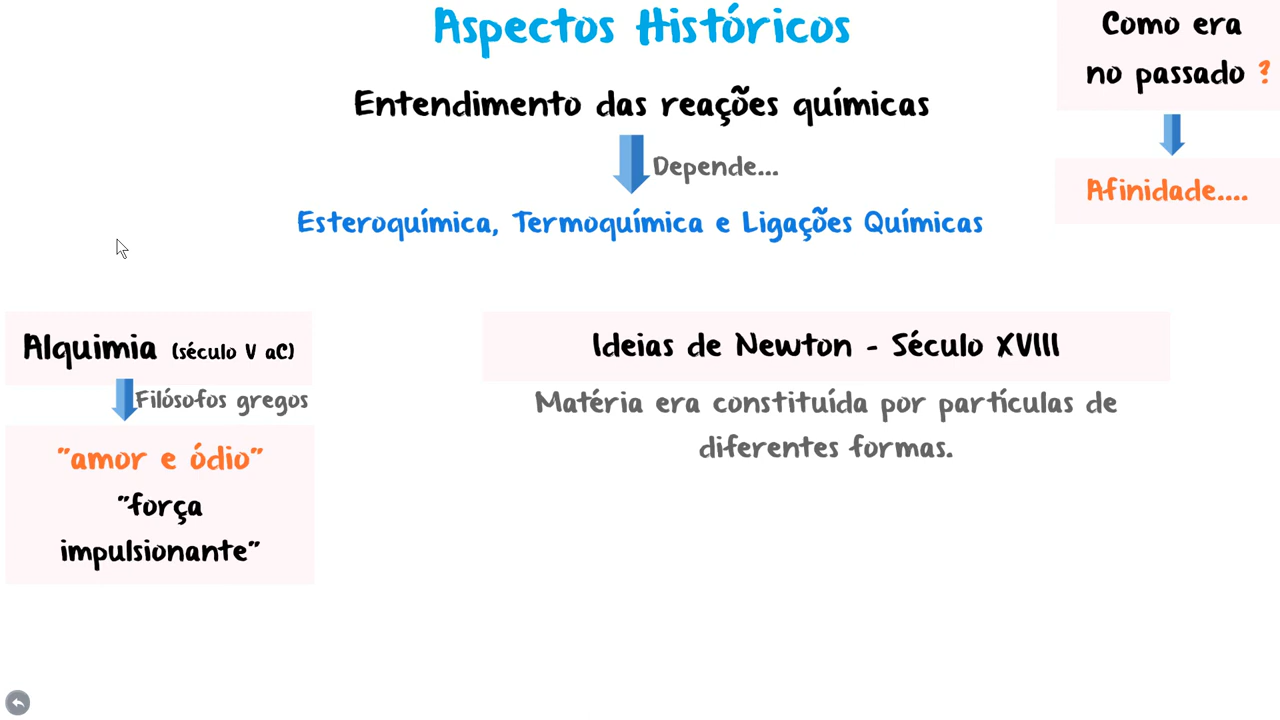 Aspectos Históricos
Como era
no passado ?
Entendimento das reações químicas
Depende...
Afinidade....
Esteroquímica, Termoquímica e Ligações Químicas
Alquimia (século V aC)
Filósofos gregos
"amor e ódio"
"força
impulsionante"
Ideias de Newton - Século XVIII
Matéria era constituída por partículas de
diferentes formas.